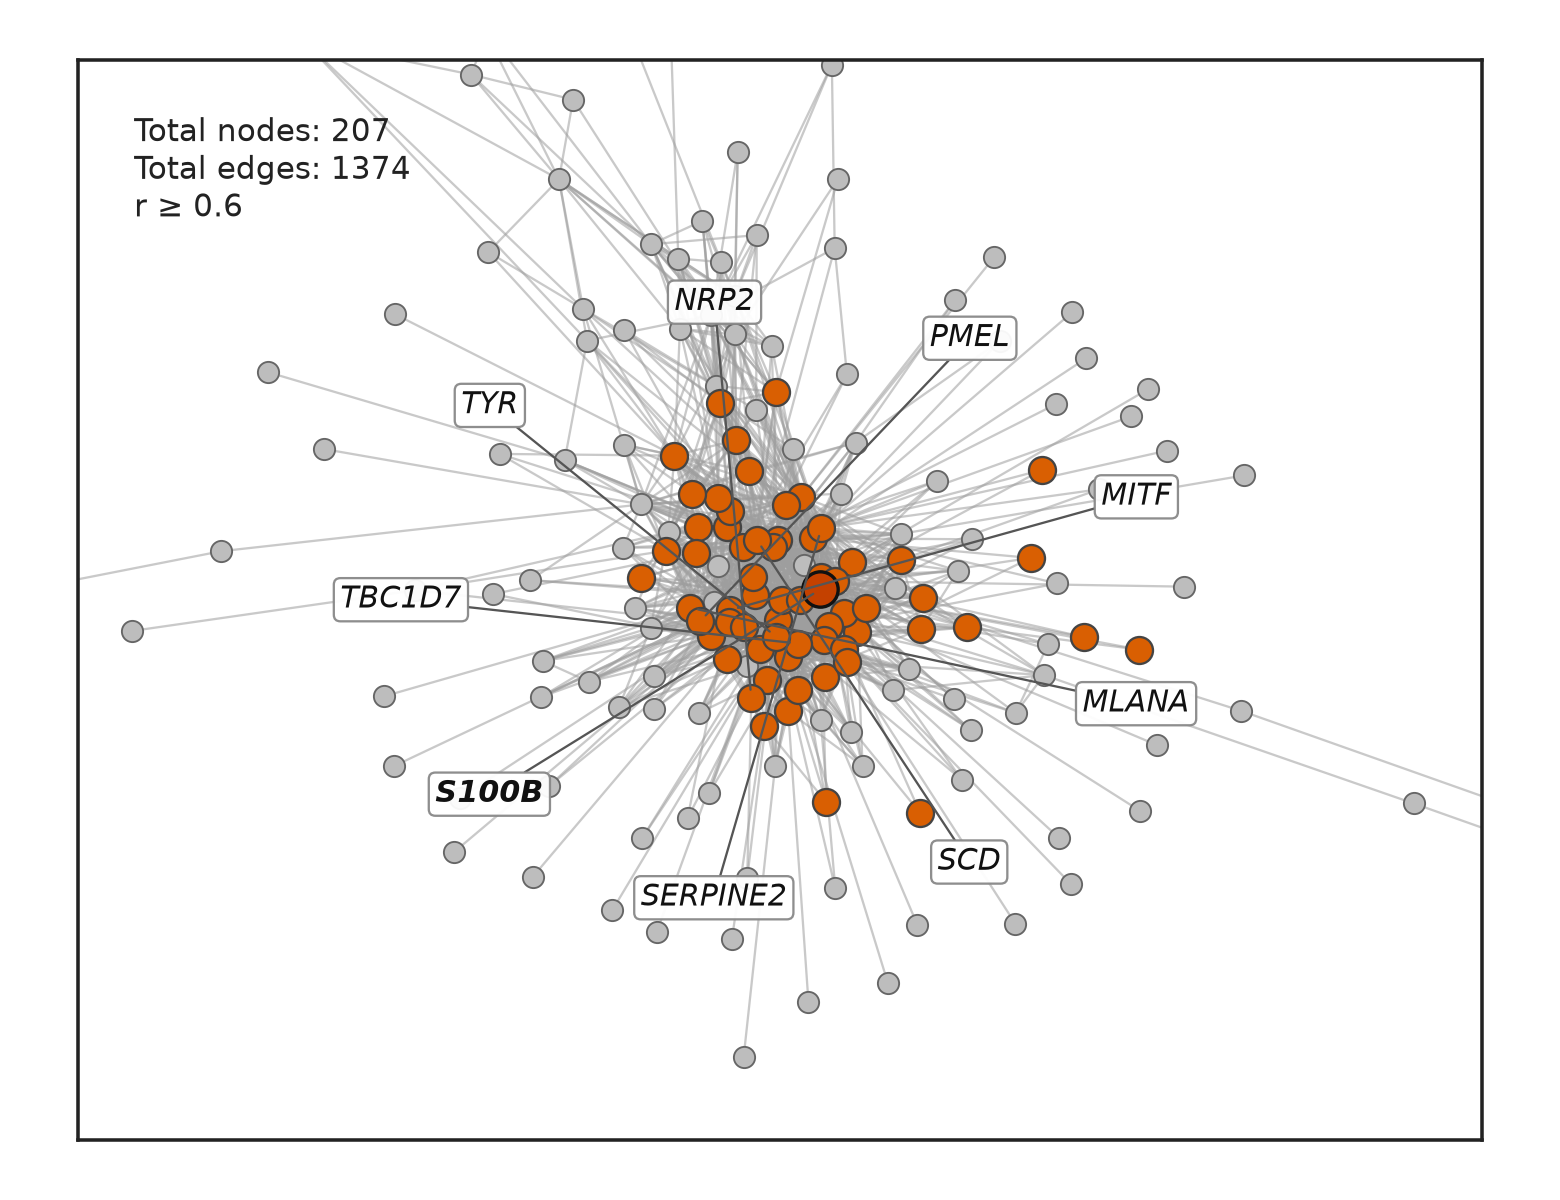 Total nodes: 207
Total edges: 1374
r ≥ 0.6
NRP2
PMEL
TYR
MITF
TBC1D7
MLANA
S100B
SCD
SERPINE2